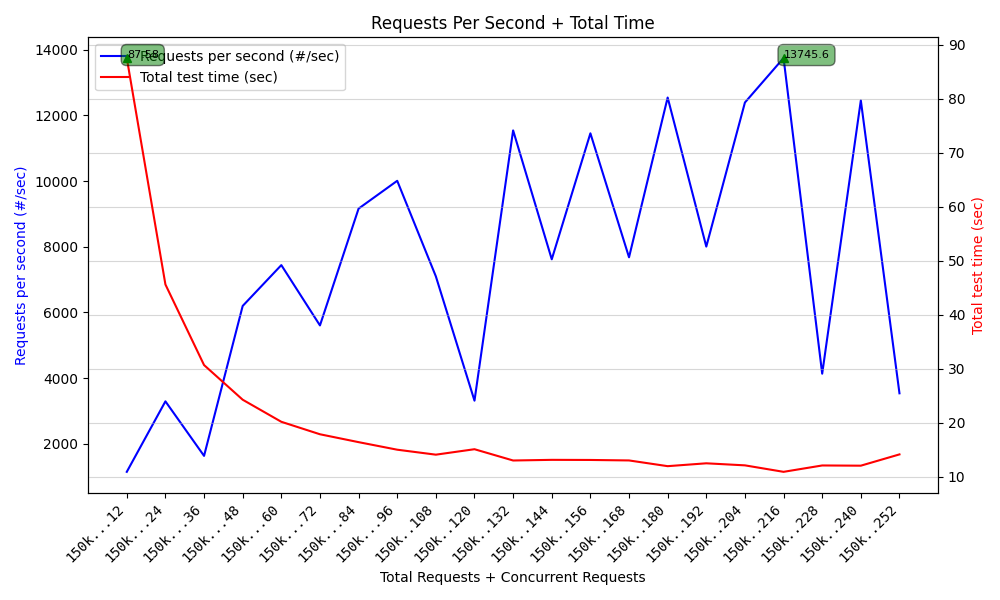 Requests Per Second + Total Time
87.58
Requests per second (#/sec)
Total test time (sec)
13745.6
14000
12000
10000
8000
6000
4000
2000
Requests per second (#/sec)
90
80
70
60
50
40
30
20
10
Total test time (sec)
150k...12
150k...24
150k...36
150k...48
150k...60
150k...72
150k...84
150k...96
150k..108
150k..120
150k..132
150k..144
150k..156
150k..168
150k..180
150k..192
150k..204
150k..216
150k..228
150k..240
150k..252
Total Requests + Concurrent Requests